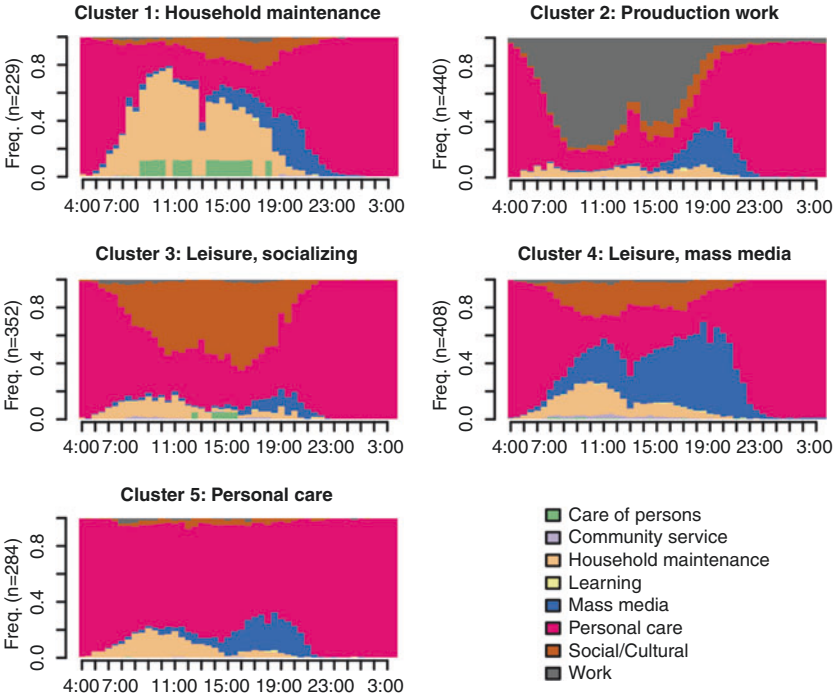 Cluster 1: Household maintenance
Freq. (n=229)
0.0 0.4 0.8
4:00 7:00 11:00 15:00 19:00 23:00 3:00
Cluster 2: Prouduction work
Freq. (n=440)
0.0 0.4 0.8
4:00 7:00 11:00 15:00 19:00 23:00 3:00
Cluster 3: Leisure, socializing
Freq. (n=352)
0.0 0.4 0.8
4:00 7:00 11:00 15:00 19:00 23:00 3:00
Cluster 4: Leisure, mass media
Freq. (n=408)
0.0 0.4 0.8
4:00 7:00 11:00 15:00 19:00 23:00 3:00
Cluster 5: Personal care
Freq. (n=284)
0.0 0.4 0.8
4:00 7:00 11:00 15:00 19:00 23:00 3:00
Care of persons
Community service
Household maintenance
Learning
Mass media
Personal care
Social/Cultural
Work